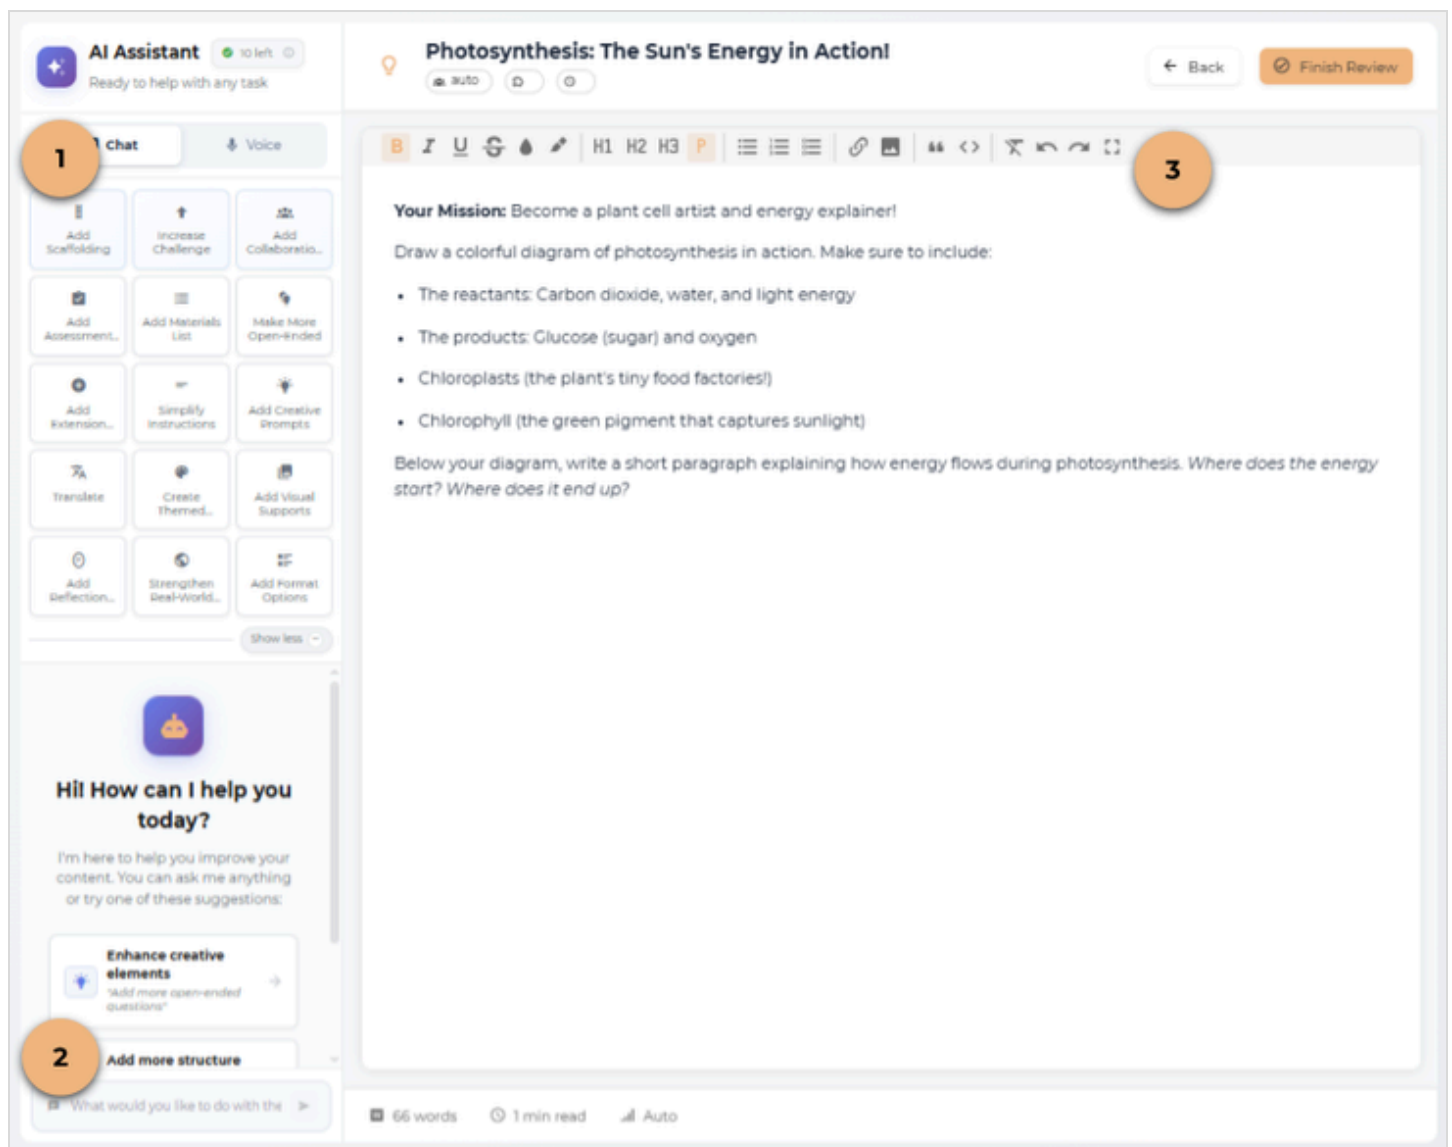 AI Assistant 10 left
Ready to help with any task
Chat Voice
1
Add Scaffolding
Increase Challenge
Add Collaboratio...
Add Assessment...
Add Materials List
Make More Open-Ended
Add Extension...
Simplify Instructions
Add Creative Prompts
Translate
Create Themed...
Add Visual Supports
Add Reflection...
Strengthen Real-World...
Add Format Options
Show less
Hi! How can I help you
today?
I'm here to help you improve your
content. You can ask me anything
or try one of these suggestions:
Enhance creative
elements
"Add more open-ended
questions"
2
Add more structure
What would you like to do with the
Photosynthesis: The Sun's Energy in Action!
auto
Back
Finish Review
B I U S H1 H2 H3 P
3
Your Mission: Become a plant cell artist and energy explainer!
Draw a colorful diagram of photosynthesis in action. Make sure to include:
• The reactants: Carbon dioxide, water, and light energy
• The products: Glucose (sugar) and oxygen
• Chloroplasts (the plant's tiny food factories!)
• Chlorophyll (the green pigment that captures sunlight)
Below your diagram, write a short paragraph explaining how energy flows during photosynthesis. Where does the energy
start? Where does it end up?
66 words 1 min read Auto